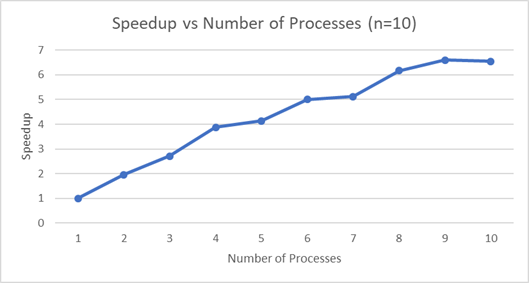 Speedup vs Number of Processes (n=10)
Speedup
7
6
5
4
3
2
1
0
1 2 3 4 5 6 7 8 9 10
Number of Processes